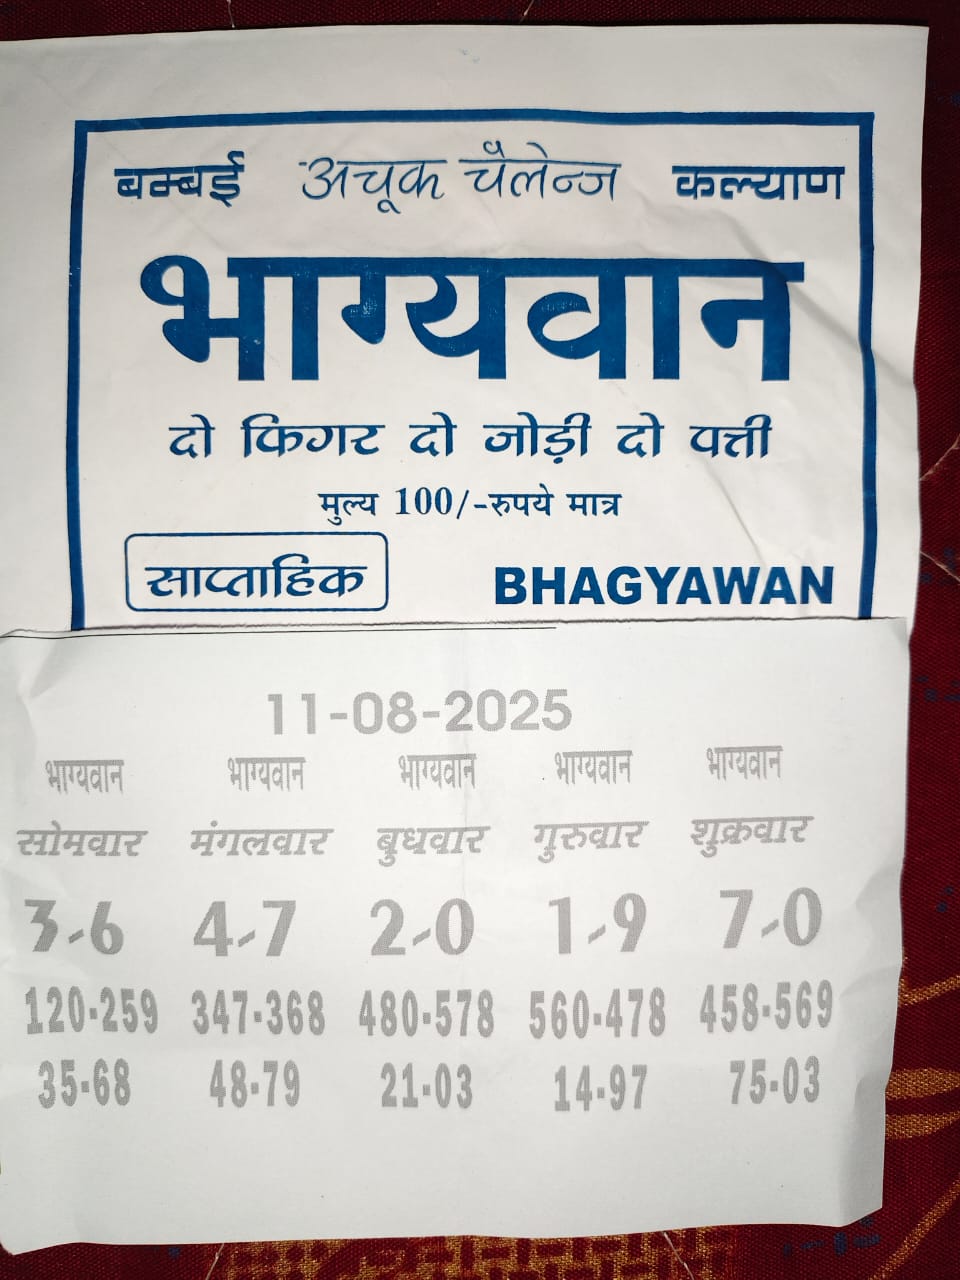 बम्बई अचूक चैलेन्ज कल्याण
भाग्यवान
दो फिगर दो जोड़ी दो पत्ती
मुल्य 100/-रुपये मात्र
साप्ताहिक BHAGYAWAN
11-08-2025
भाग्यवान भाग्यवान भाग्यवान भाग्यवान भाग्यवान
सोमवार मंगलवार बुधवार गुरुवार शुक्रवार
3-6 4-7 2-0 1-9 7-0
120-259 347-368 480-578 560-478 458-569
35-68 48-79 21-03 14-97 75-03